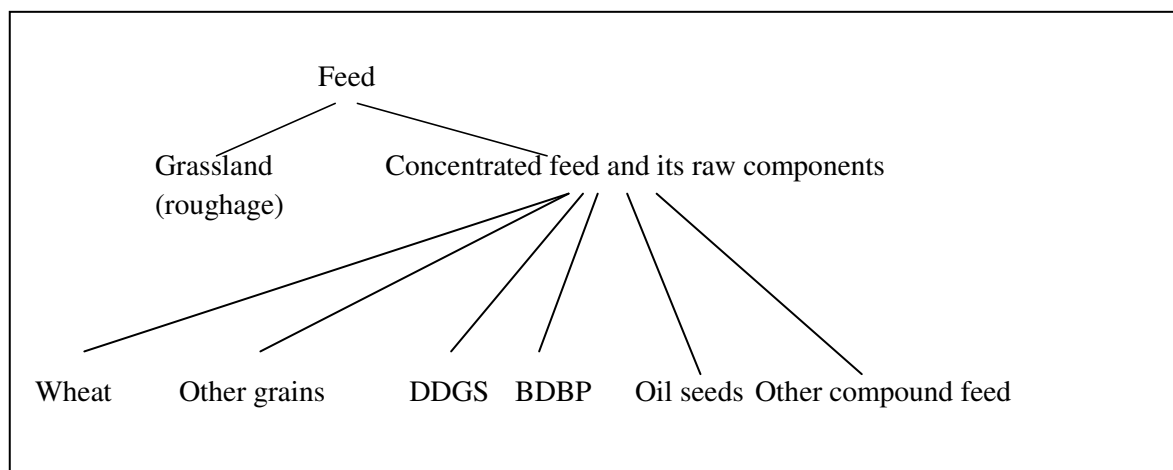 Feed
Grassland
(roughage)
Concentrated feed and its raw components
Wheat
Other grains
DDGS
BDBP
Oil seeds
Other compound feed